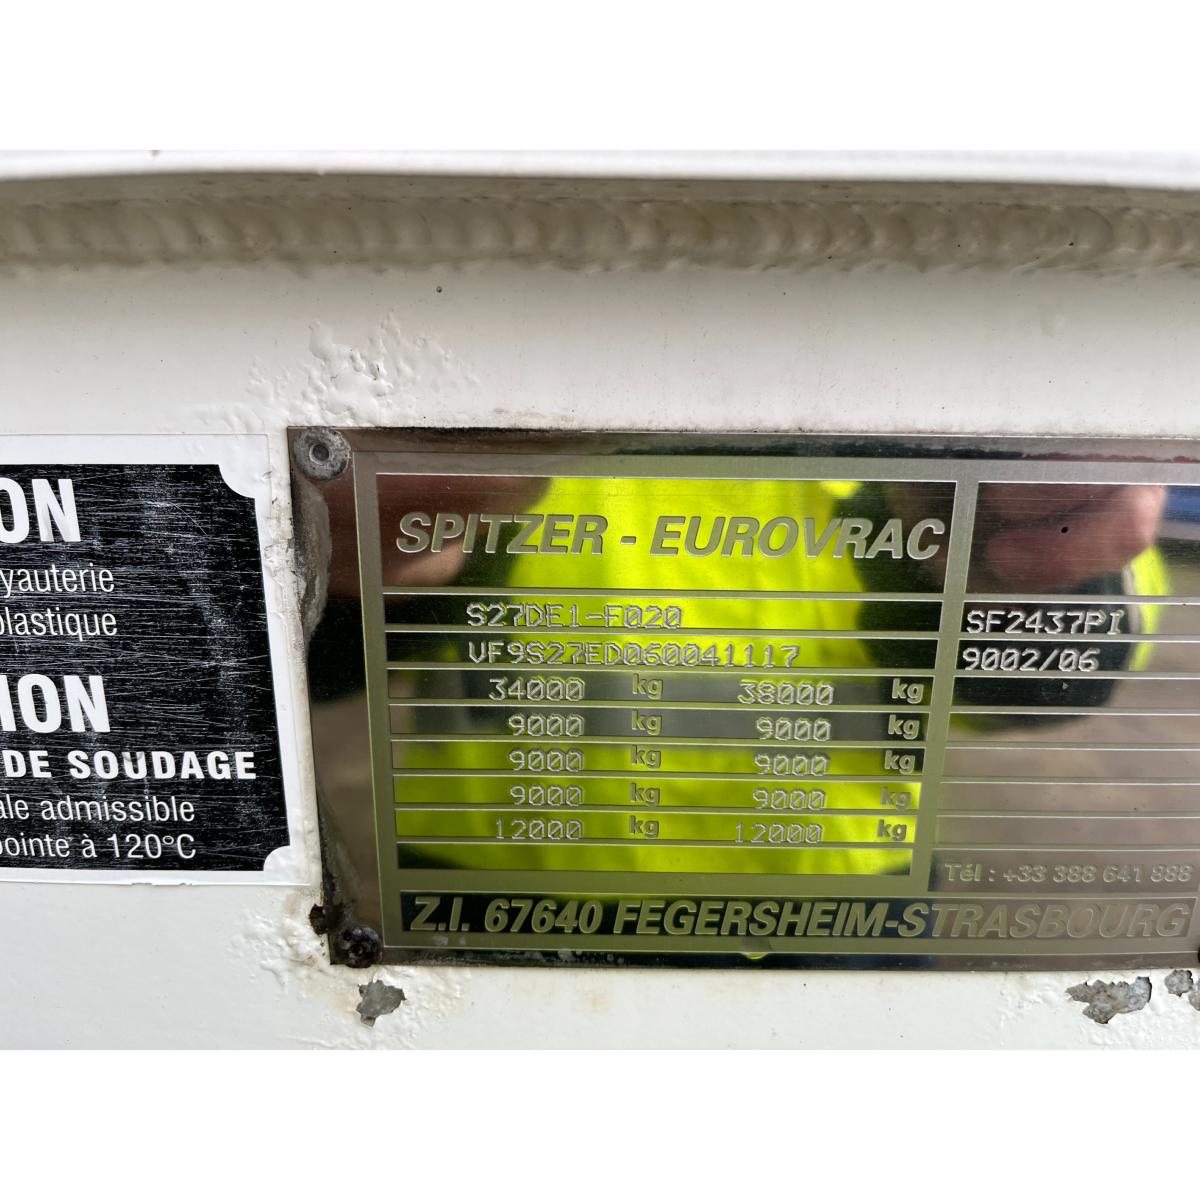 ON
yauterie
plastique
ION
DE SOUDAGE
ale admissible
pointe à 120°C
SPITZER - EUROVRAC
S27DE1-F020 SF2437PI
VF9S27ED060041117 9002/06
34000 kg 38000 kg
9000 kg 9000 kg
9000 kg 9000 kg
9000 kg 9000 kg
12000 kg 12000 kg
Tél : +33 388 641 888
Z.I. 67640 FEGERSHEIM-STRASBOURG